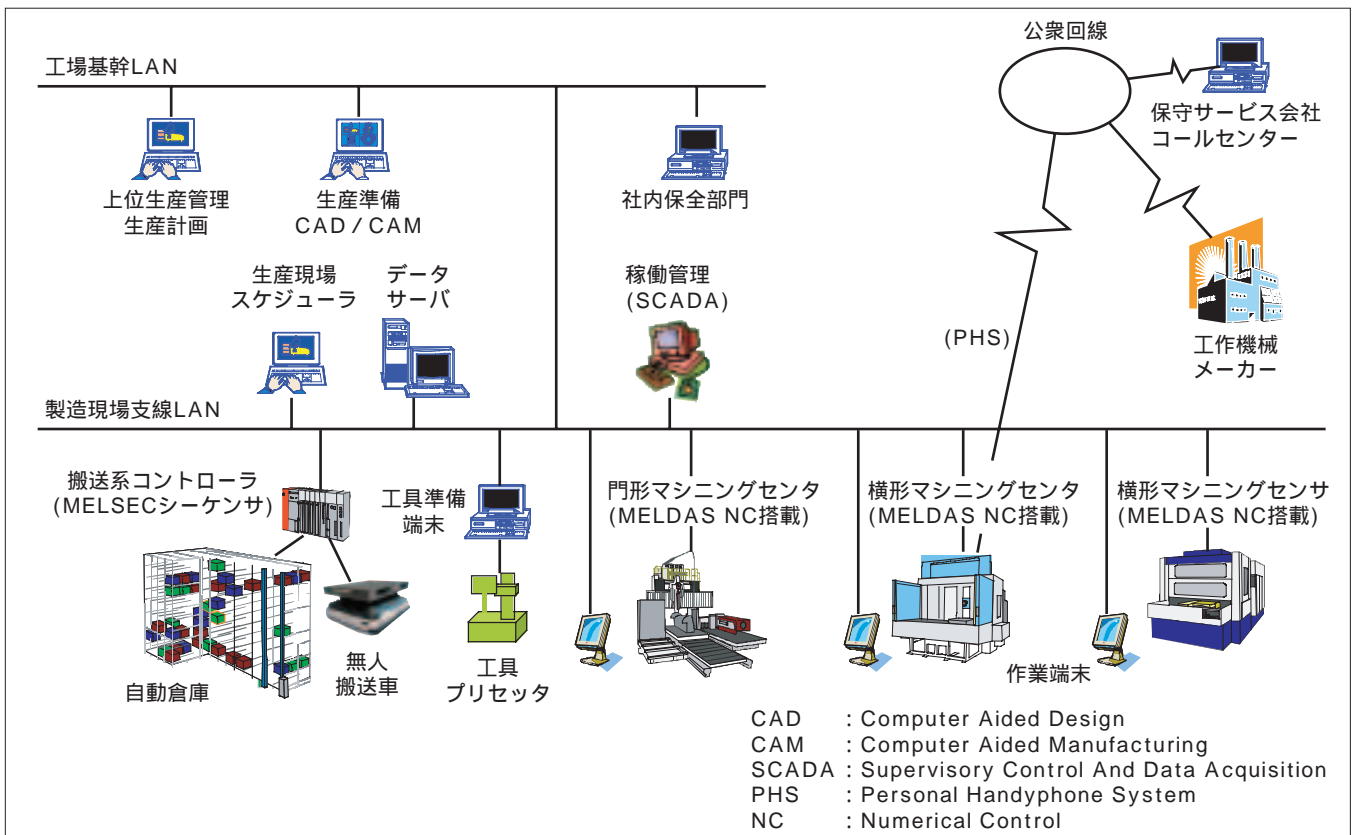 公衆回線
工場基幹LAN
保守サービス会社
コールセンター
上位生産管理
生産計画
生産準備
CAD / CAM
社内保全部門
生産現場
スケジューラ
データ
サーバ
稼働管理
(SCADA)
(PHS)
工作機械
メーカー
製造現場支線LAN
搬送系コントローラ
(MELSECシーケンサ)
工具準備
端末
門形マシニングセンタ
(MELDAS NC搭載)
横形マシニングセンタ
(MELDAS NC搭載)
横形マシニングセンサ
(MELDAS NC搭載)
自動倉庫
無人
搬送車
工具
プリセッタ
作業端末
CAD : Computer Aided Design
CAM : Computer Aided Manufacturing
SCADA : Supervisory Control And Data Acquisition
PHS : Personal Handyphone System
NC : Numerical Control